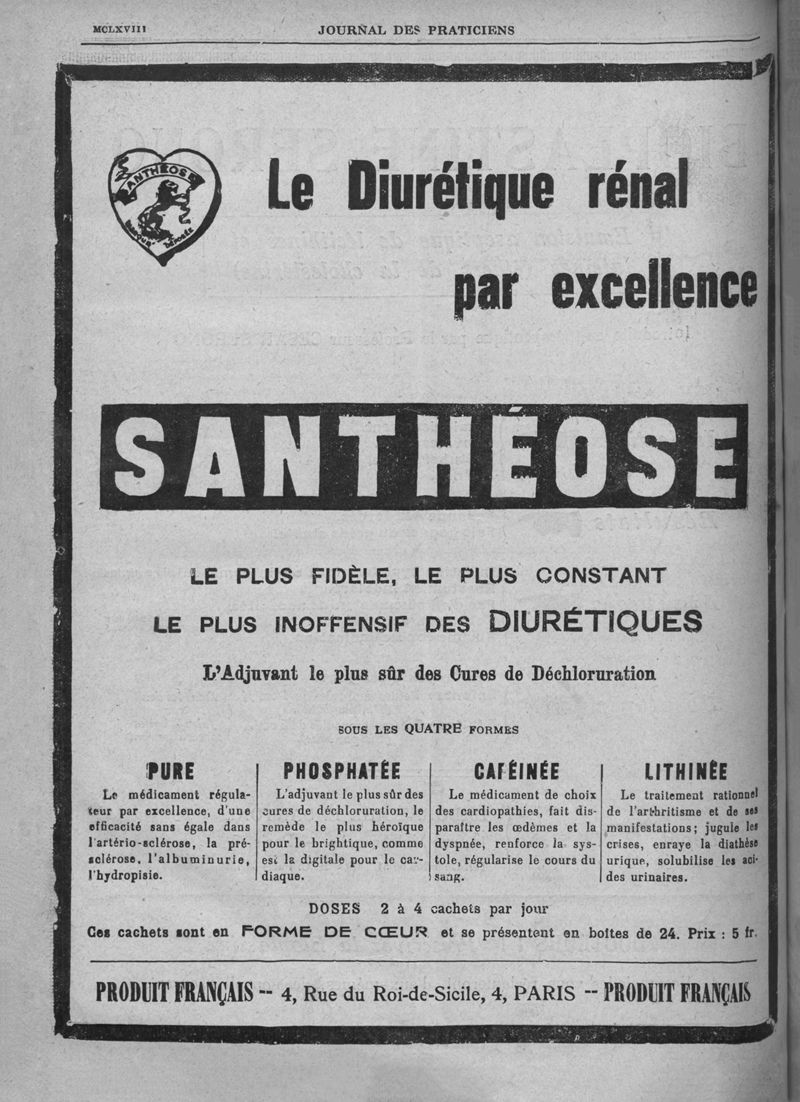 MCLXVIII
JOURNAL DES PRATICIENS
SANTHÉOSE
MARQUE DÉPOSÉE
Le Diurétique rénal
par excellence
SANTHÉOSE
LE PLUS FIDÈLE, LE PLUS CONSTANT
LE PLUS INOFFENSIF DES DIURÉTIQUES
L'Adjuvant le plus sûr des Cures de Déchloruration
SOUS LES QUATRE FORMES
PURE
Le médicament régula-
teur par excellence, d'une
efficacité sans égale dans
l'artério-sclérose, la pré-
sclérose, l'albuminurie,
l'hydropisie.
PHOSPHATÉE
L'adjuvant le plus sûr des
cures de déchloruration, le
remède le plus héroïque
pour le brightique, comme
est la digitale pour le car-
diaque.
CAFÉINÉE
Le médicament de choix
des cardiopathies, fait dis-
paraître les œdèmes et la
dyspnée, renforce la sys-
tole, régularise le cours du
sang.
LITHINÉE
Le traitement rationnel
de l'arthritisme et de ses
manifestations; jugule les
crises, enraye la diathèse
urique, solubilise les aci-
des urinaires.
DOSES 2 à 4 cachets par jour
Ces cachets sont en FORME DE CŒUR et se présentent en boîtes de 24. Prix : 5 fr.
PRODUIT FRANÇAIS -- 4, Rue du Roi-de-Sicile, 4, PARIS -- PRODUIT FRANÇAIS